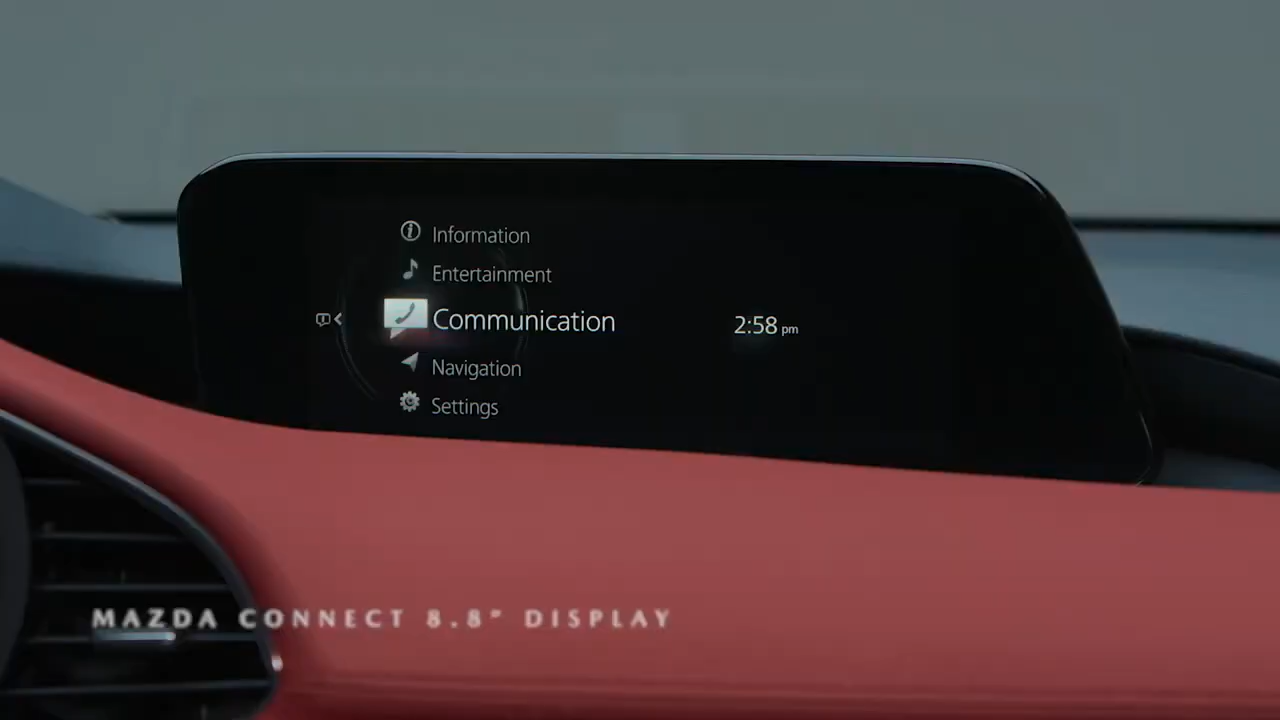 Information
Entertainment
Communication
2:58 pm
Navigation
Settings
MAZDA CONNECT 8.8" DISPLAY